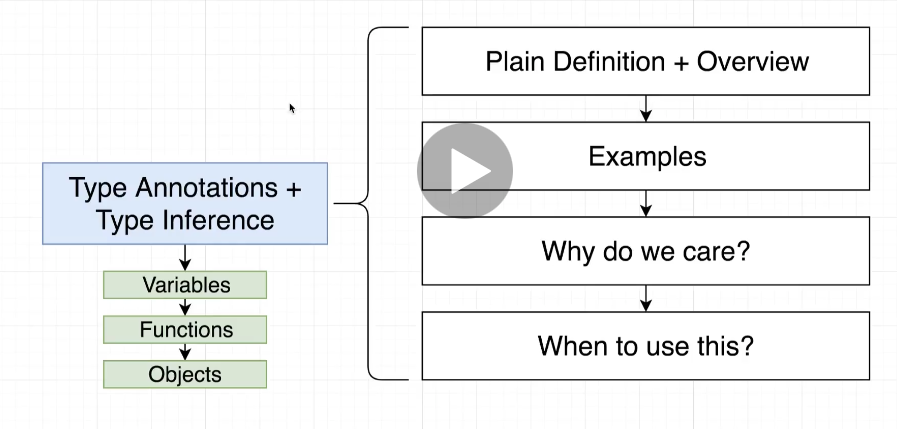 Plain Definition + Overview
Examples
Why do we care?
When to use this?
Type Annotations +
Type Inference
Variables
Functions
Objects